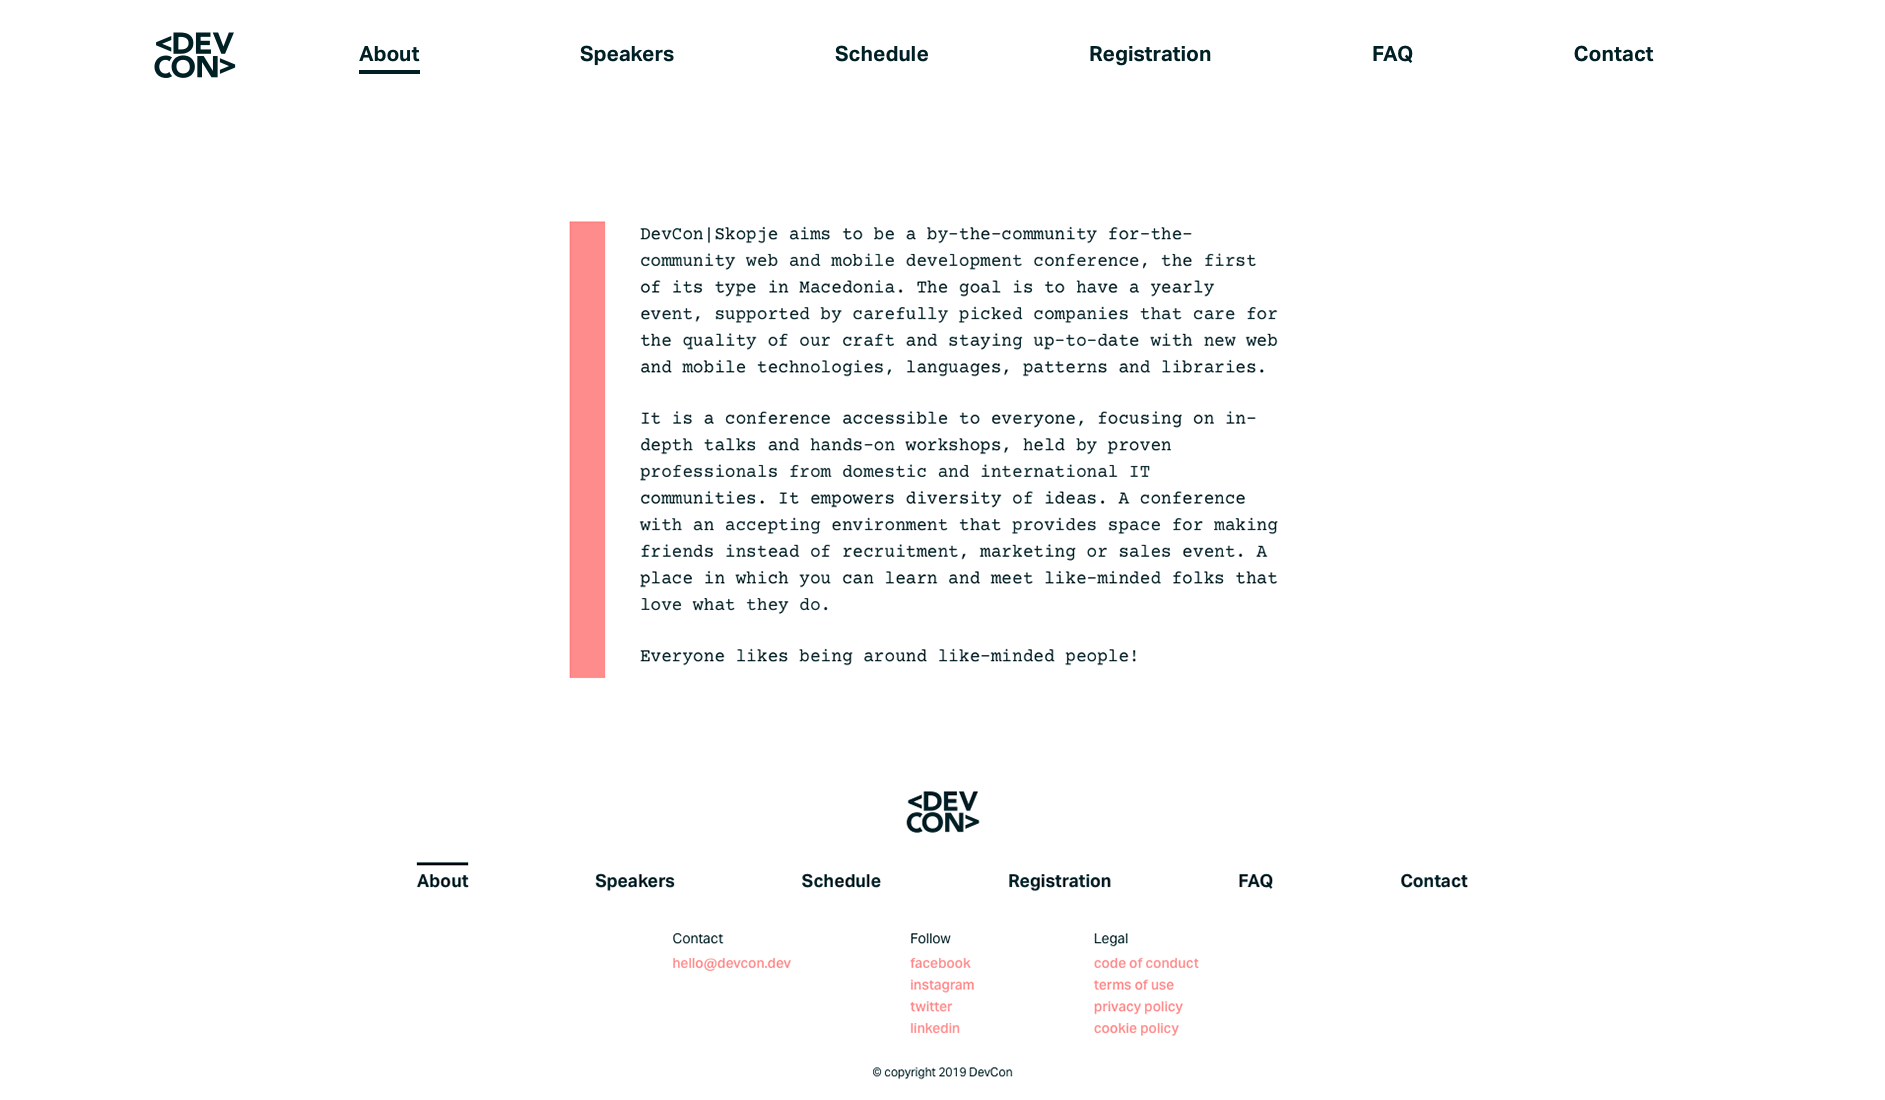 <DEV
CON>
About
Speakers
Schedule
Registration
FAQ
Contact
DevCon|Skopje aims to be a by-the-community for-the-
community web and mobile development conference, the first
of its type in Macedonia. The goal is to have a yearly
event, supported by carefully picked companies that care for
the quality of our craft and staying up-to-date with new web
and mobile technologies, languages, patterns and libraries.
It is a conference accessible to everyone, focusing on in-
depth talks and hands-on workshops, held by proven
professionals from domestic and international IT
communities. It empowers diversity of ideas. A conference
with an accepting environment that provides space for making
friends instead of recruitment, marketing or sales event. A
place in which you can learn and meet like-minded folks that
love what they do.
Everyone likes being around like-minded people!
<DEV
CON>
About
Speakers
Schedule
Registration
FAQ
Contact
Contact
hello@devcon.dev
Follow
facebook
instagram
twitter
linkedin
Legal
code of conduct
terms of use
privacy policy
cookie policy
© copyright 2019 DevCon